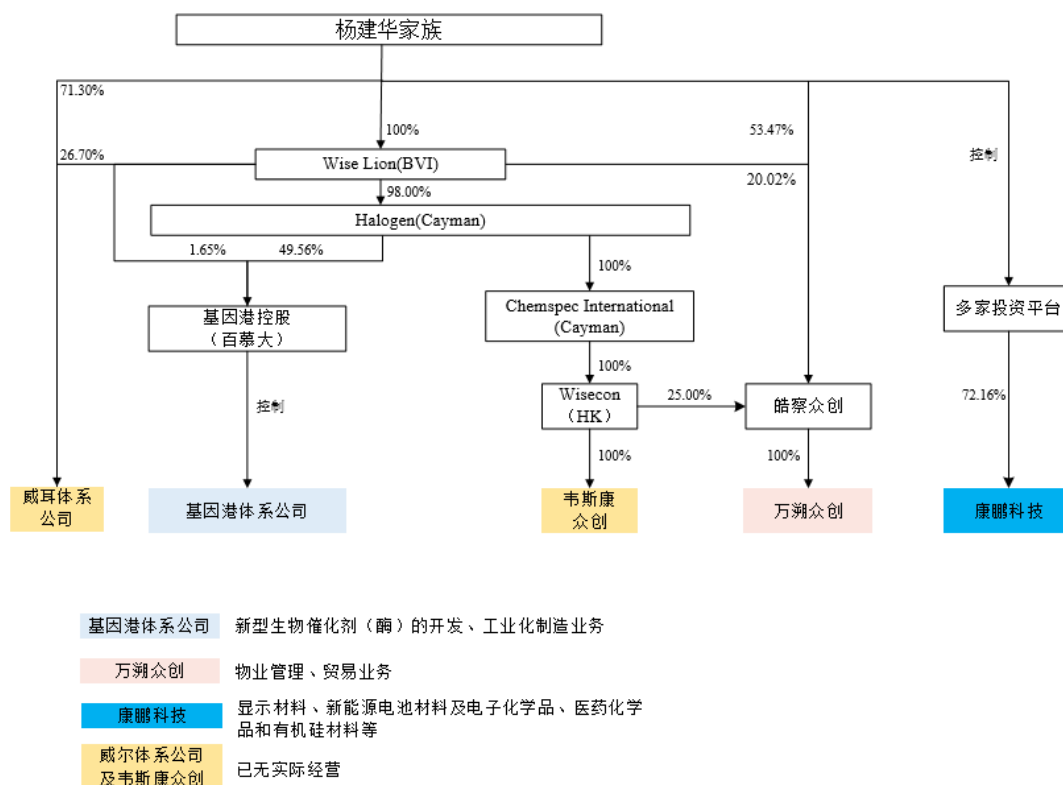 杨建华家族
71.30%
100%
53.47%
26.70%
控制
Wise Lion(BVI)
20.02%
98.00%
Halogen(Cayman)
1.65%
49.56%
100%
Chemspec International
(Cayman)
基因港控股
（百慕大）
多家投资平台
100%
控制
Wisecon
（HK）
25.00%
皓察众创
72.16%
100%
100%
威耳体系
公司
基因港体系公司
韦斯康
众创
万溯众创
康鹏科技
基因港体系公司
新型生物催化剂（酶）的开发、工业化制造业务
万溯众创
物业管理、贸易业务
康鹏科技
显示材料、新能源电池材料及电子化学品、医药化学
品和有机硅材料等
威尔体系公司
及韦斯康众创
已无实际经营